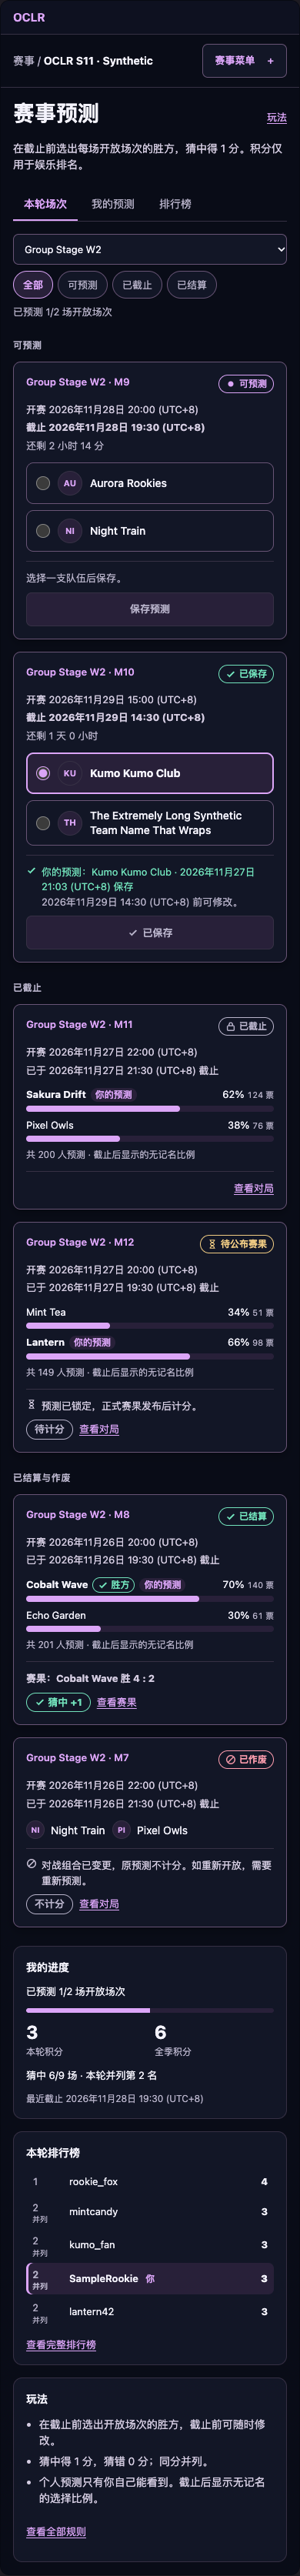 OCLR
赛事 / OCLR S11 · Synthetic
赛事菜单 +
赛事预测
玩法
在截止前选出每场开放场次的胜方，猜中得 1 分。积分仅
用于娱乐排名。
本轮场次 我的预测 排行榜
Group Stage W2
全部 可预测 已截止 已结算
已预测 1/2 场开放场次
可预测
Group Stage W2 · M9
可预测
开赛 2026年11月28日 20:00 (UTC+8)
截止 2026年11月28日 19:30 (UTC+8)
还剩 2 小时 14 分
AU Aurora Rookies
NI Night Train
选择一支队伍后保存。
保存预测
Group Stage W2 · M10
已保存
开赛 2026年11月29日 15:00 (UTC+8)
截止 2026年11月29日 14:30 (UTC+8)
还剩 1 天 0 小时
KU Kumo Kumo Club
TH The Extremely Long Synthetic
Team Name That Wraps
你的预测：Kumo Kumo Club · 2026年11月27日
21:03 (UTC+8) 保存
2026年11月29日 14:30 (UTC+8) 前可修改。
已保存
已截止
Group Stage W2 · M11
已截止
开赛 2026年11月27日 22:00 (UTC+8)
已于 2026年11月27日 21:30 (UTC+8) 截止
Sakura Drift 你的预测 62% 124 票
Pixel Owls 38% 76 票
共 200 人预测 · 截止后显示的无记名比例
查看对局
Group Stage W2 · M12
待公布赛果
开赛 2026年11月27日 20:00 (UTC+8)
已于 2026年11月27日 19:30 (UTC+8) 截止
Mint Tea 34% 51 票
Lantern 你的预测 66% 98 票
共 149 人预测 · 截止后显示的无记名比例
预测已锁定，正式赛果发布后计分。
待计分 查看对局
已结算与作废
Group Stage W2 · M8
已结算
开赛 2026年11月26日 20:00 (UTC+8)
已于 2026年11月26日 19:30 (UTC+8) 截止
Cobalt Wave 胜方 你的预测 70% 140 票
Echo Garden 30% 61 票
共 201 人预测 · 截止后显示的无记名比例
赛果：Cobalt Wave 胜 4 : 2
猜中 +1 查看赛果
Group Stage W2 · M7
已作废
开赛 2026年11月26日 22:00 (UTC+8)
已于 2026年11月26日 21:30 (UTC+8) 截止
NI Night Train PI Pixel Owls
对战组合已变更，原预测不计分。如重新开放，需要
重新预测。
不计分 查看对局
我的进度
已预测 1/2 场开放场次
3 6
本轮积分 全季积分
猜中 6/9 场 · 本轮并列第 2 名
最近截止 2026年11月28日 19:30 (UTC+8)
本轮排行榜
1 rookie_fox 4
2 并列 mintcandy 3
2 并列 kumo_fan 3
2 并列 SampleRookie 你 3
2 并列 lantern42 3
查看完整排行榜
玩法
• 在截止前选出开放场次的胜方，截止前可随时修
改。
• 猜中得 1 分，猜错 0 分；同分并列。
• 个人预测只有你自己能看到。截止后显示无记名
的选择比例。
查看全部规则